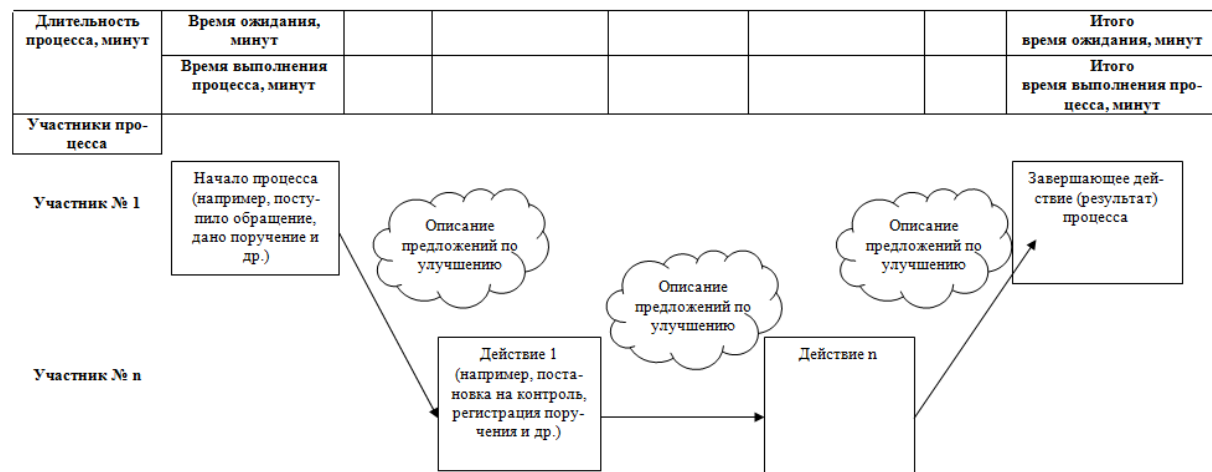 Длительность
процесса, минут
Время ожидания,
минут
Итого
время ожидания, минут
Время выполнения
процесса, минут
Итого
время выполнения про-
цесса, минут
Участники про-
цесса
Участник № 1
Начало процесса
(например, посту-
пило обращение,
дано поручение и
др.)
Описание
предложений по
улучшению
Описание
предложений по
улучшению
Описание
предложений по
улучшению
Завершающее дей-
ствие (результат)
процесса
Участник № n
Действие 1
(например, поста-
новка на контроль,
регистрация пору-
чения и др.)
Действие n